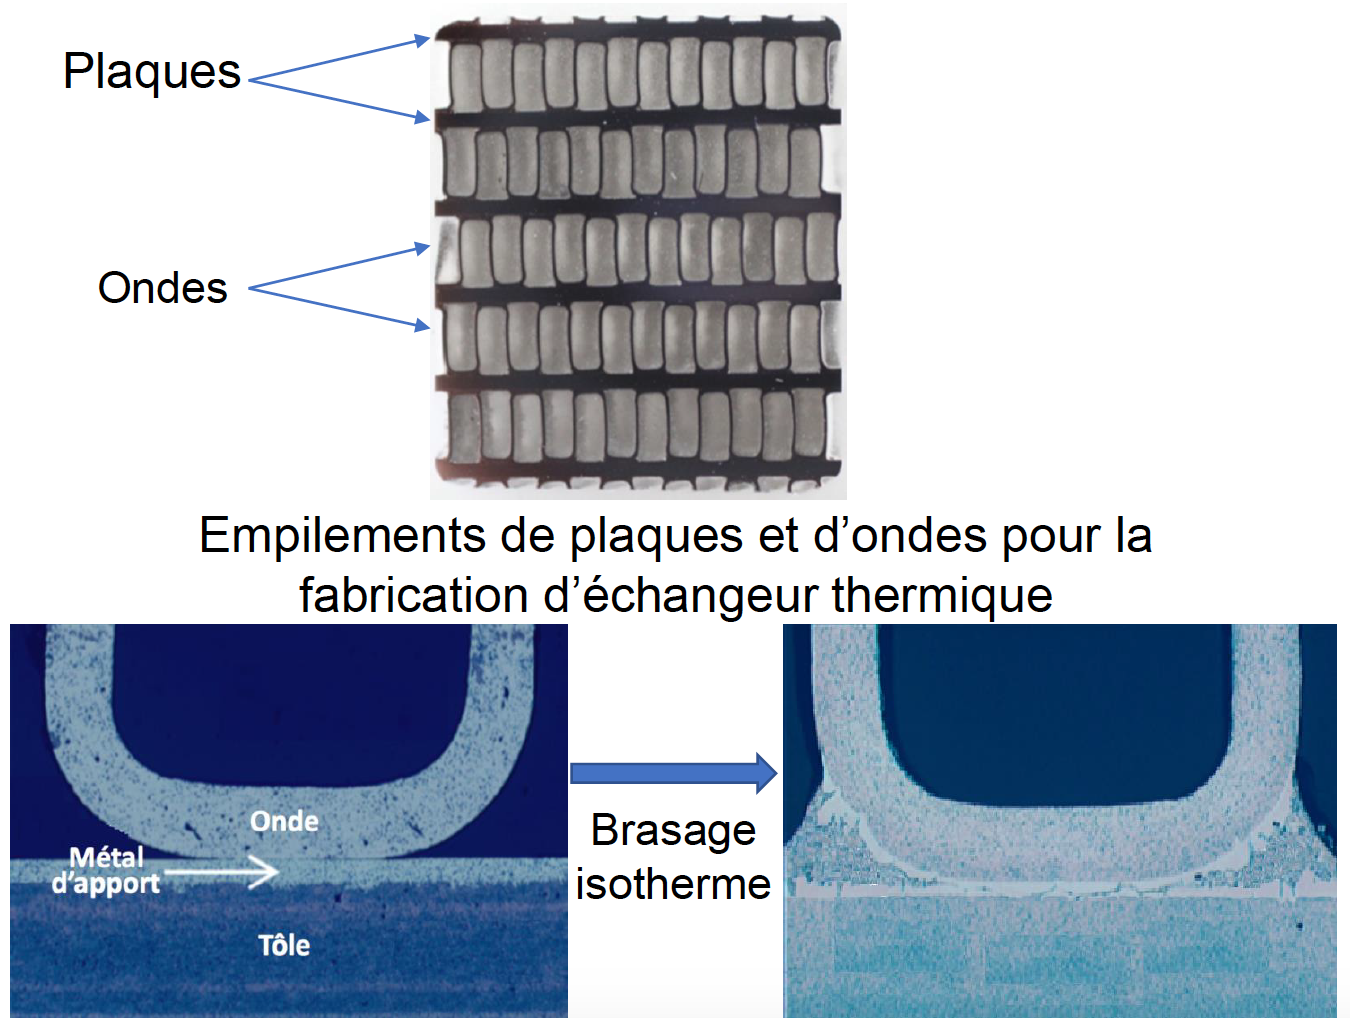 Plaques
Ondes
Empilements de plaques et d’ondes pour la
fabrication d’échangeur thermique
Onde
Métal
d’apport
Tôle
Brasage
isotherme